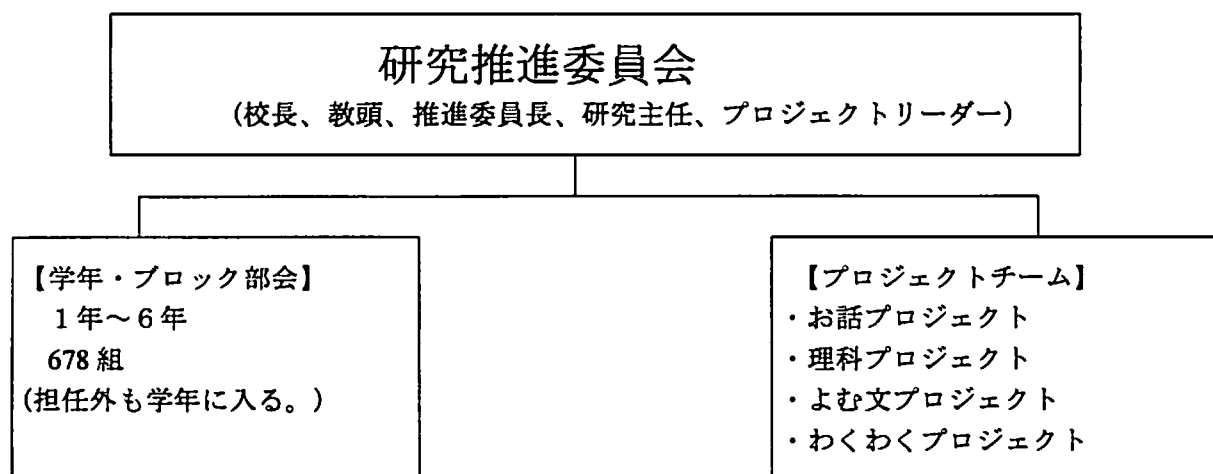 研究推進委員会
(校長、教頭、推進委員長、研究主任、プロジェクトリーダー)
【学年・ブロック部会】
1年~6年
678組
(担任外も学年に入る。)
【プロジェクトチーム】
・お話プロジェクト
・理科プロジェクト
・よむ文プロジェクト
・わくわくプロジェクト